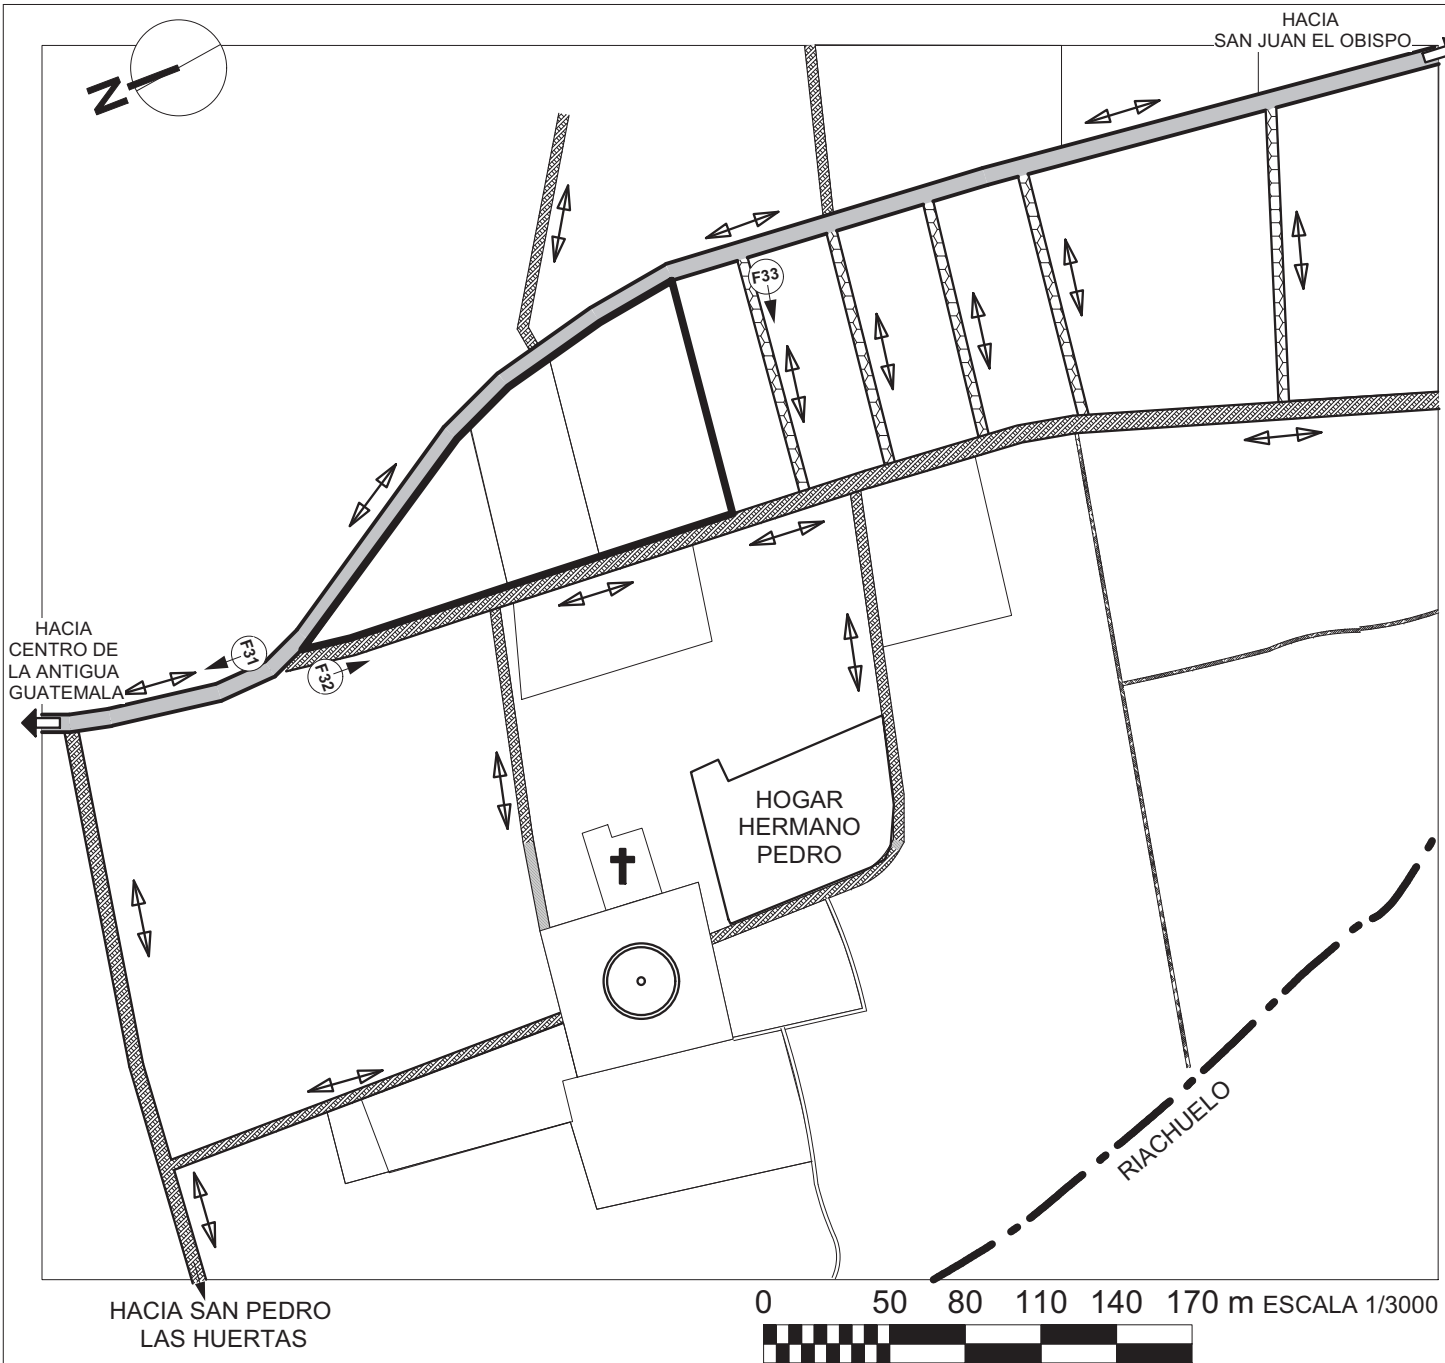 HACIA
SAN JUAN EL OBISPO
N
F33
HACIA
CENTRO DE
LA ANTIGUA
GUATEMALA
F31
F32
HOGAR
HERMANO
PEDRO
RIACHUELO
HACIA SAN PEDRO
LAS HUERTAS
0 50 80 110 140 170 m ESCALA 1/3000